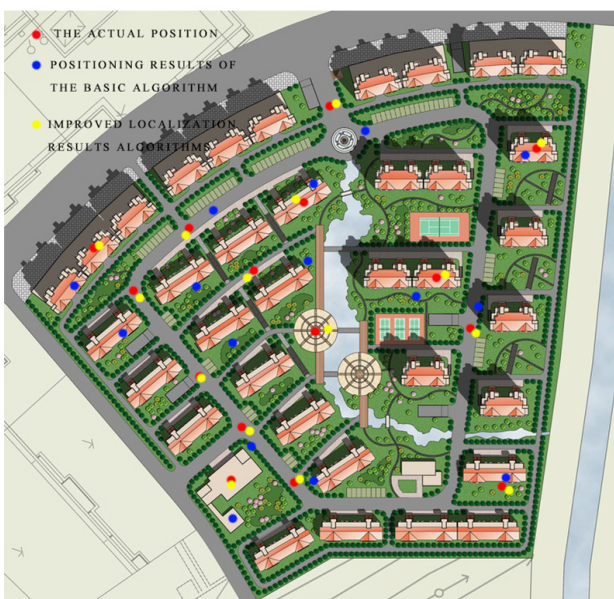 THE ACTUAL POSITION
POSITIONING RESULTS OF
THE BASIC ALGORITHM
IMPROVED LOCALIZATION
RESULTS ALGORITHMS